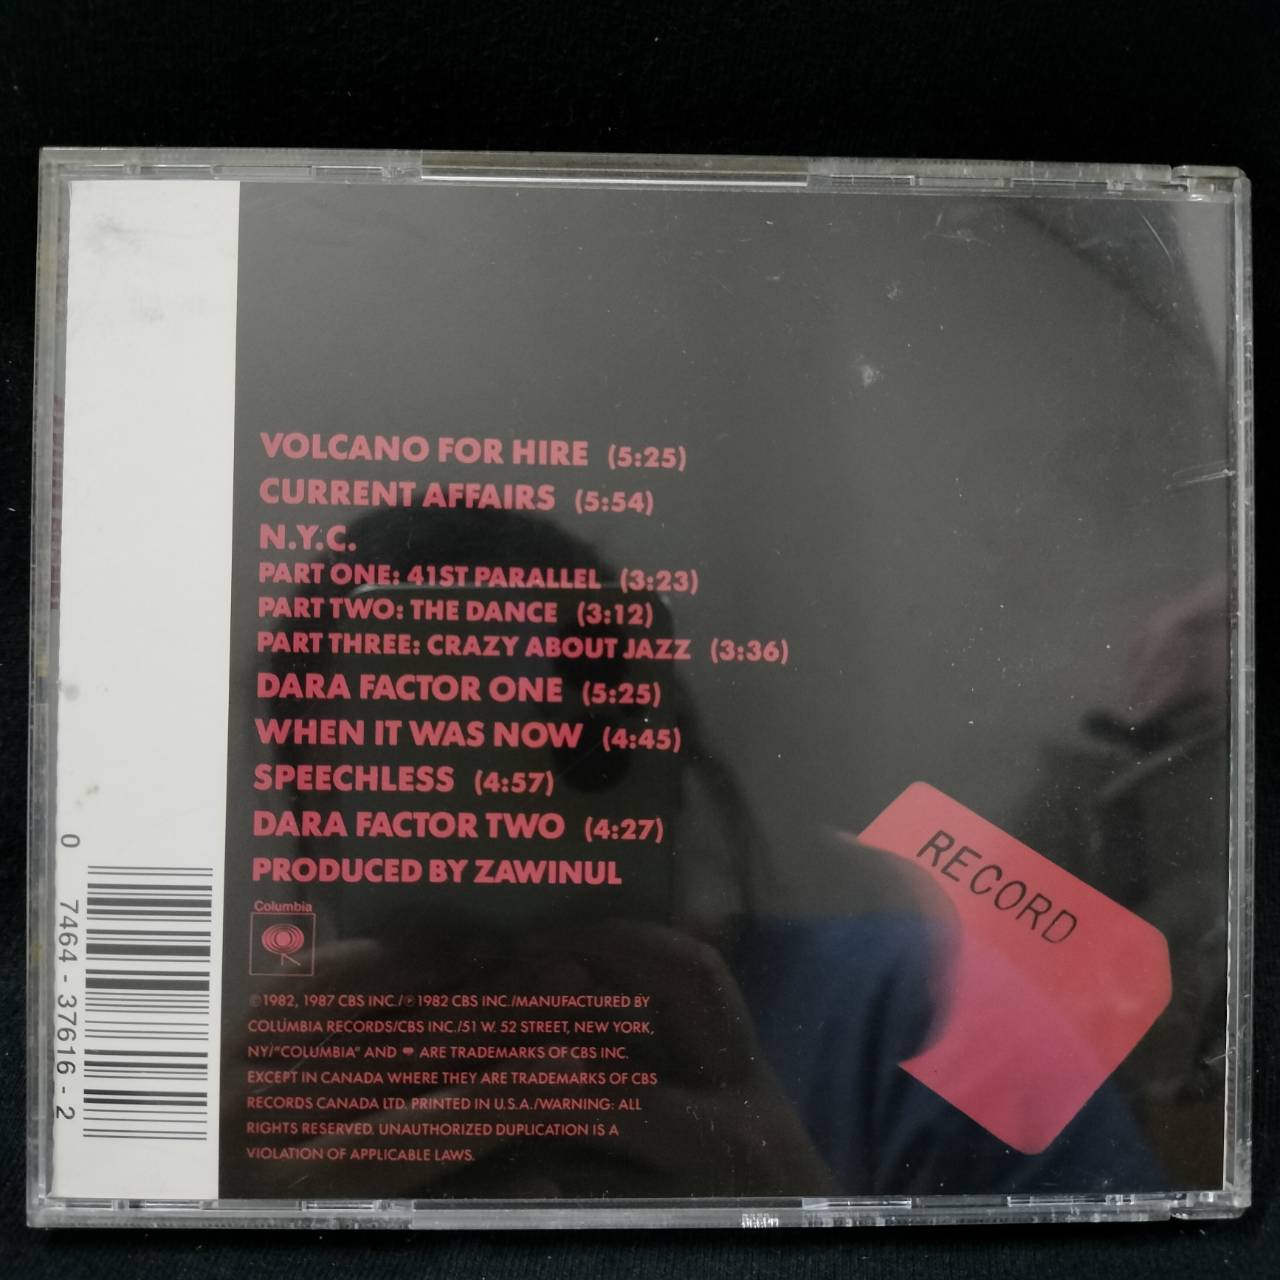 VOLCANO FOR HIRE (5:25)
CURRENT AFFAIRS (5:54)
N.Y.C.
PART ONE: 41ST PARALLEL (3:23)
PART TWO: THE DANCE (3:12)
PART THREE: CRAZY ABOUT JAZZ (3:36)
DARA FACTOR ONE (5:25)
WHEN IT WAS NOW (4:45)
SPEECHLESS (4:57)
DARA FACTOR TWO (4:27)
PRODUCED BY ZAWINUL
Columbia
© 1982, 1987 CBS INC./℗ 1982 CBS INC./MANUFACTURED BY
COLUMBIA RECORDS/CBS INC./51 W. 52 STREET, NEW YORK,
NY/"COLUMBIA" AND ARE TRADEMARKS OF CBS INC.
EXCEPT IN CANADA WHERE THEY ARE TRADEMARKS OF CBS
RECORDS CANADA LTD. PRINTED IN U.S.A./WARNING: ALL
RIGHTS RESERVED. UNAUTHORIZED DUPLICATION IS A
VIOLATION OF APPLICABLE LAWS.
RECORD
0 7464-37616-2